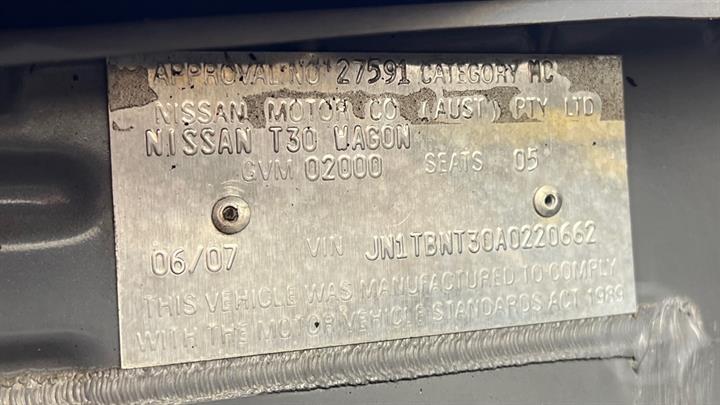 APPROVAL NO 27591 CATEGORY MC
NISSAN MOTOR CO (AUST) PTY LTD
NISSAN T30 WAGON
GVM 02000 SEATS 05
06/07 VIN JN1TBNT30A0220662
THIS VEHICLE WAS MANUFACTURED TO COMPLY
WITH THE MOTOR VEHICLE STANDARDS ACT 1989